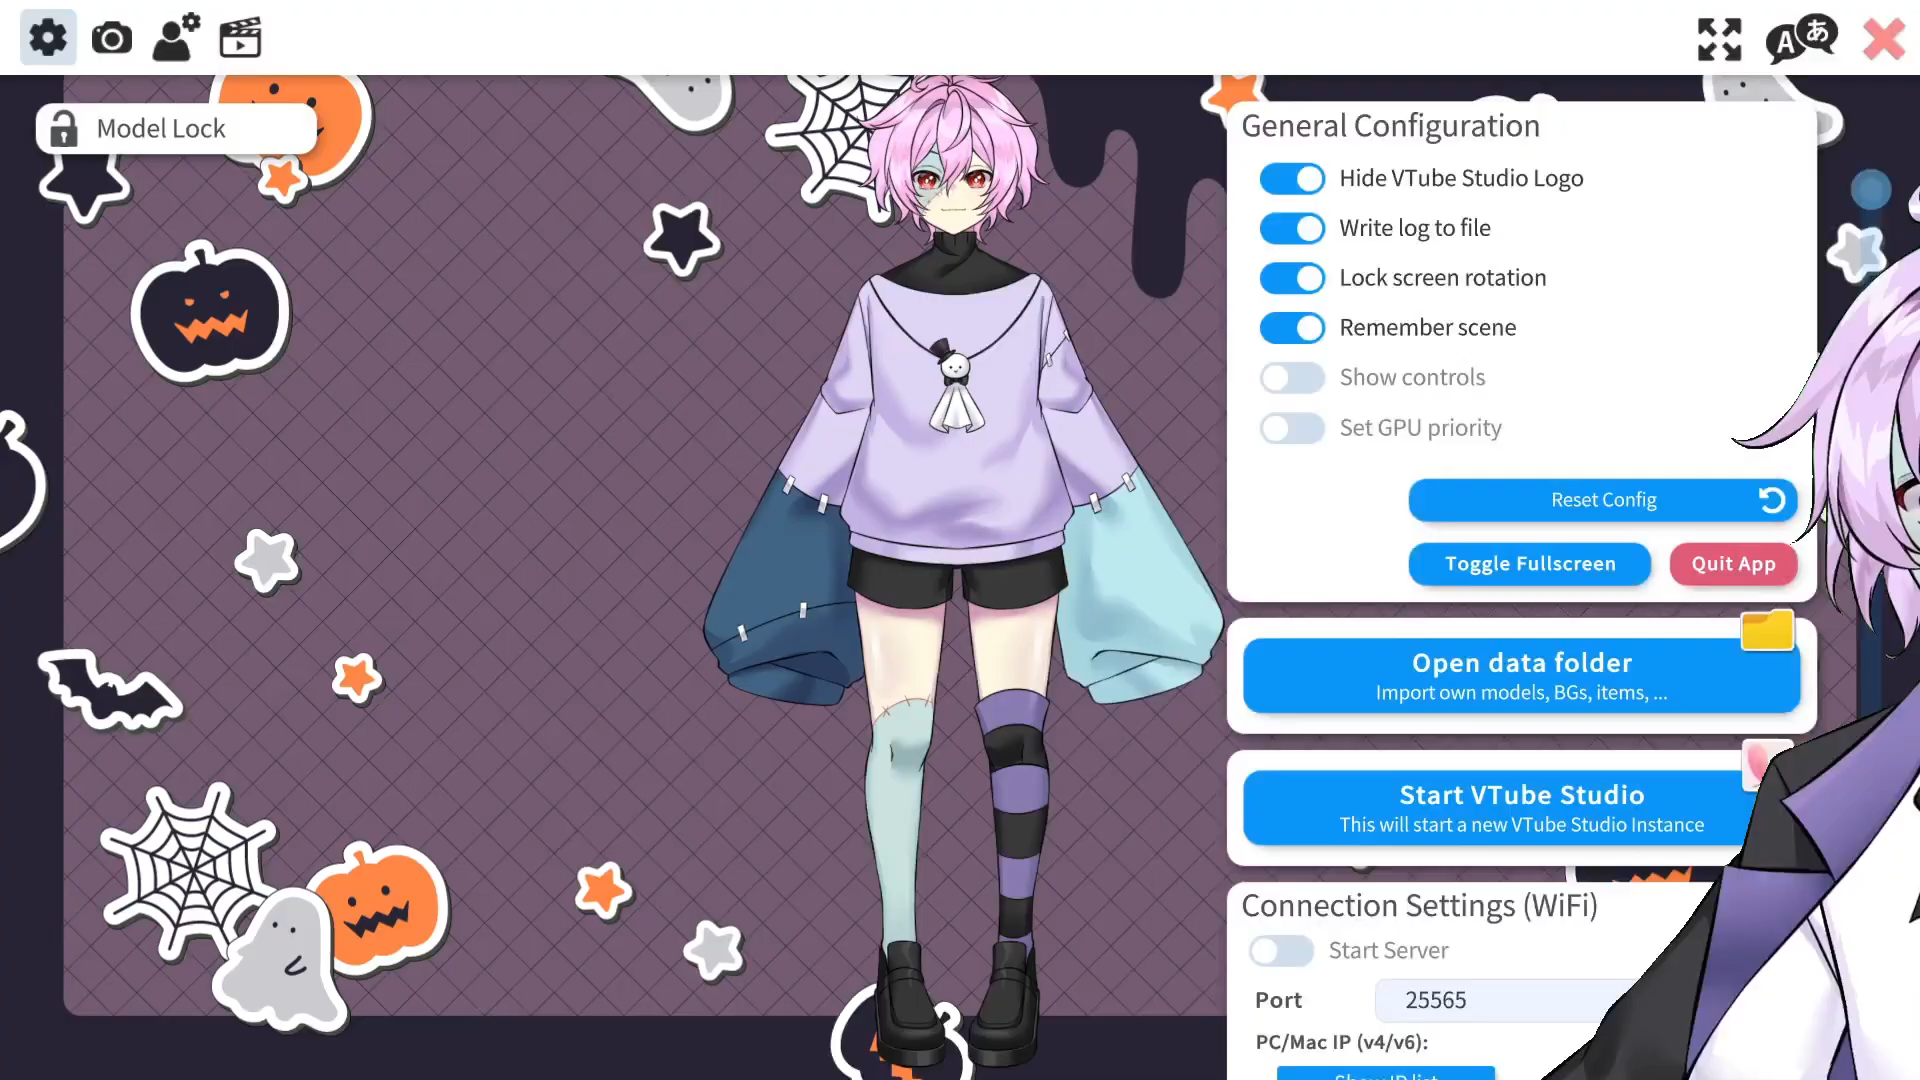 A あ
Model Lock
General Configuration
Hide VTube Studio Logo
Write log to file
Lock screen rotation
Remember scene
Show controls
Set GPU priority
Reset Config
Toggle Fullscreen
Quit App
Open data folder
Import own models, BGs, items, ...
Start VTube Studio
This will start a new VTube Studio Instance
Connection Settings (WiFi)
Start Server
Port
25565
PC/Mac IP (v4/v6):
Show IP list